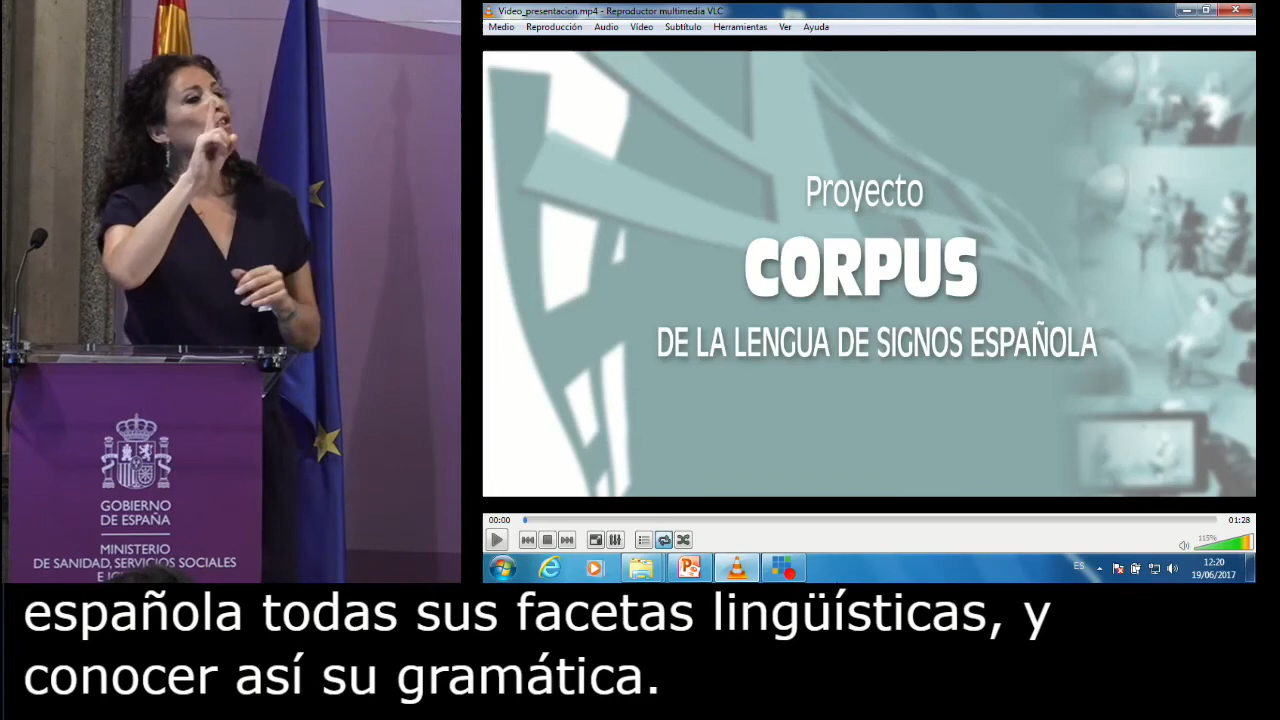 Video_presentacion.mp4 - Reproductor multimedia VLC
Medio Reproducción Audio Vídeo Subtítulo Herramientas Ver Ayuda
Proyecto
CORPUS
DE LA LENGUA DE SIGNOS ESPAÑOLA
00:00
01:28
115%
ES
12:20
19/06/2017
GOBIERNO
DE ESPAÑA
MINISTERIO
DE SANIDAD, SERVICIOS SOCIALES
española todas sus facetas lingüísticas, y
conocer así su gramática.